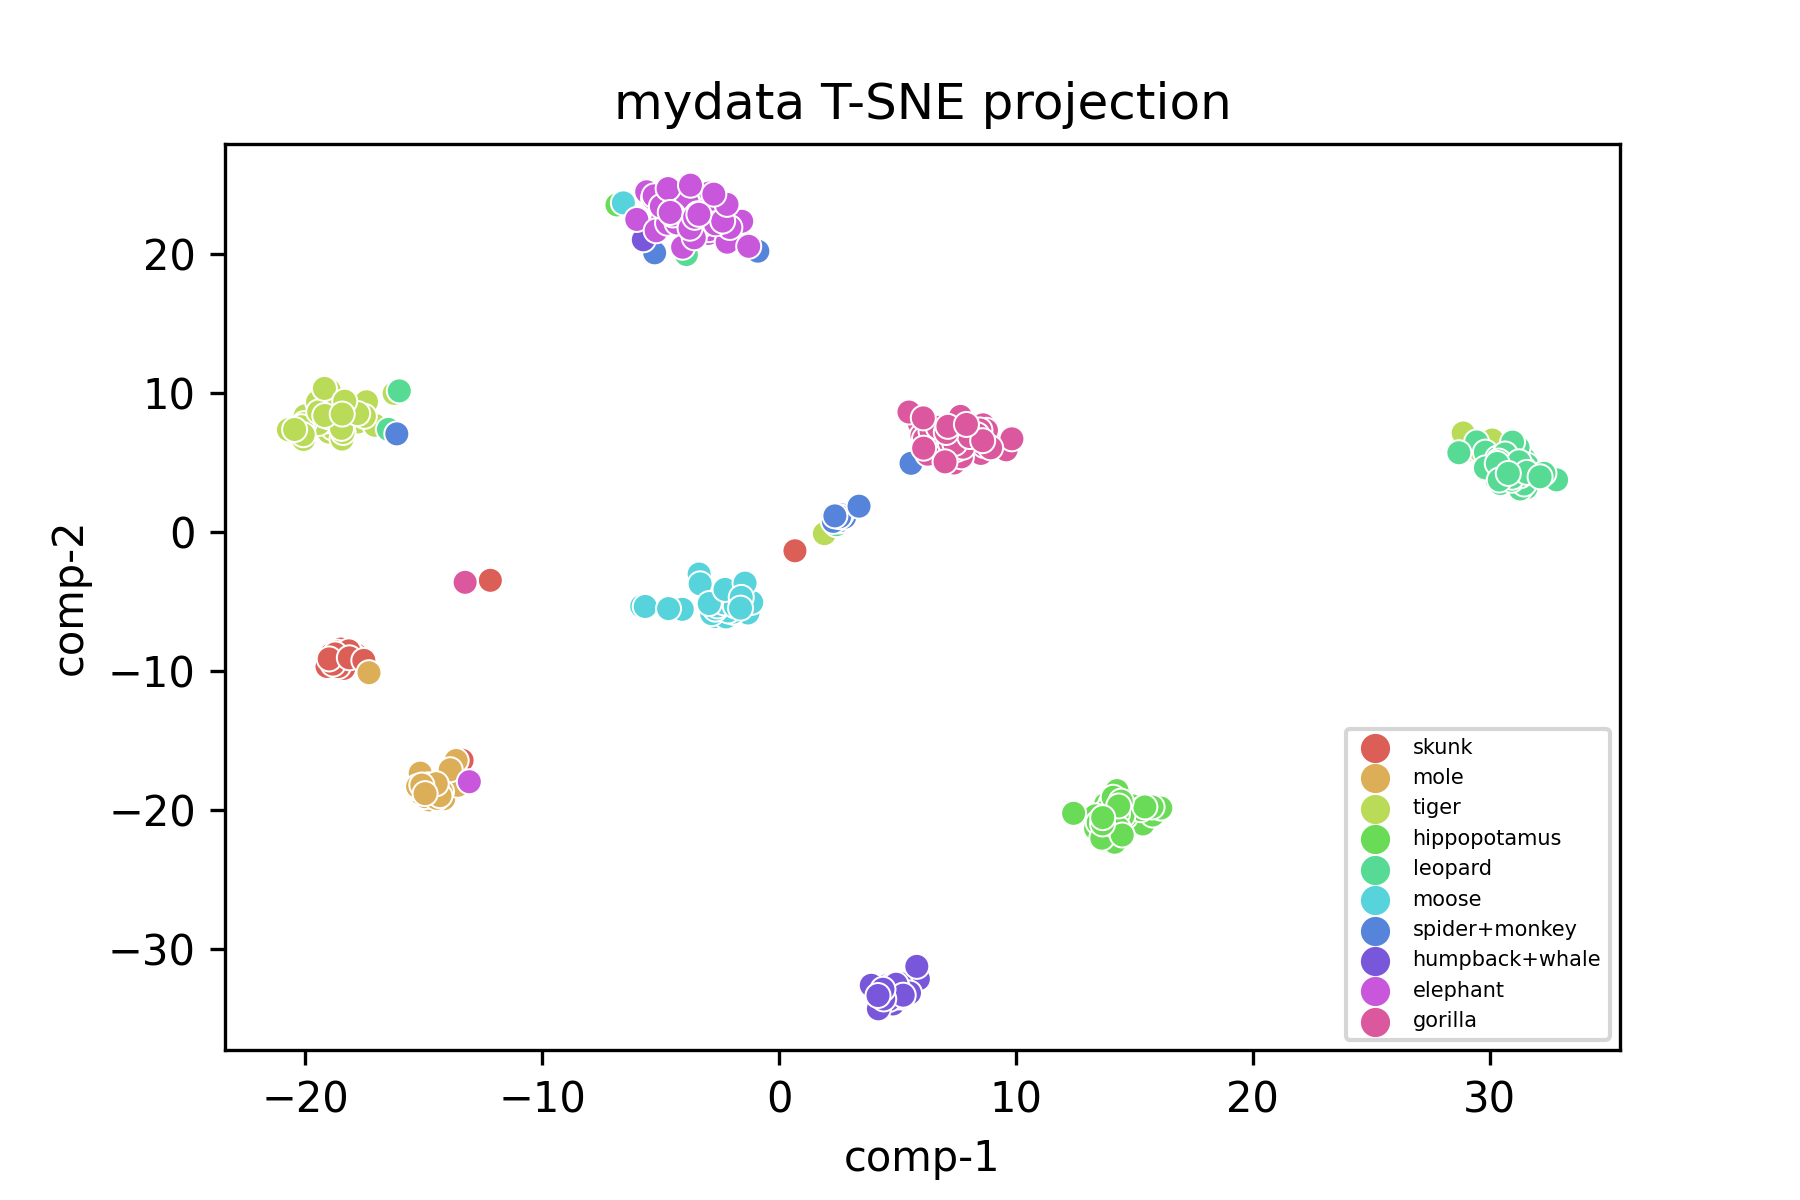 mydata T-SNE projection
20
10
0
−10
−20
−30
comp-2
−20
−10
0
10
20
30
comp-1
skunk
mole
tiger
hippopotamus
leopard
moose
spider+monkey
humpback+whale
elephant
gorilla